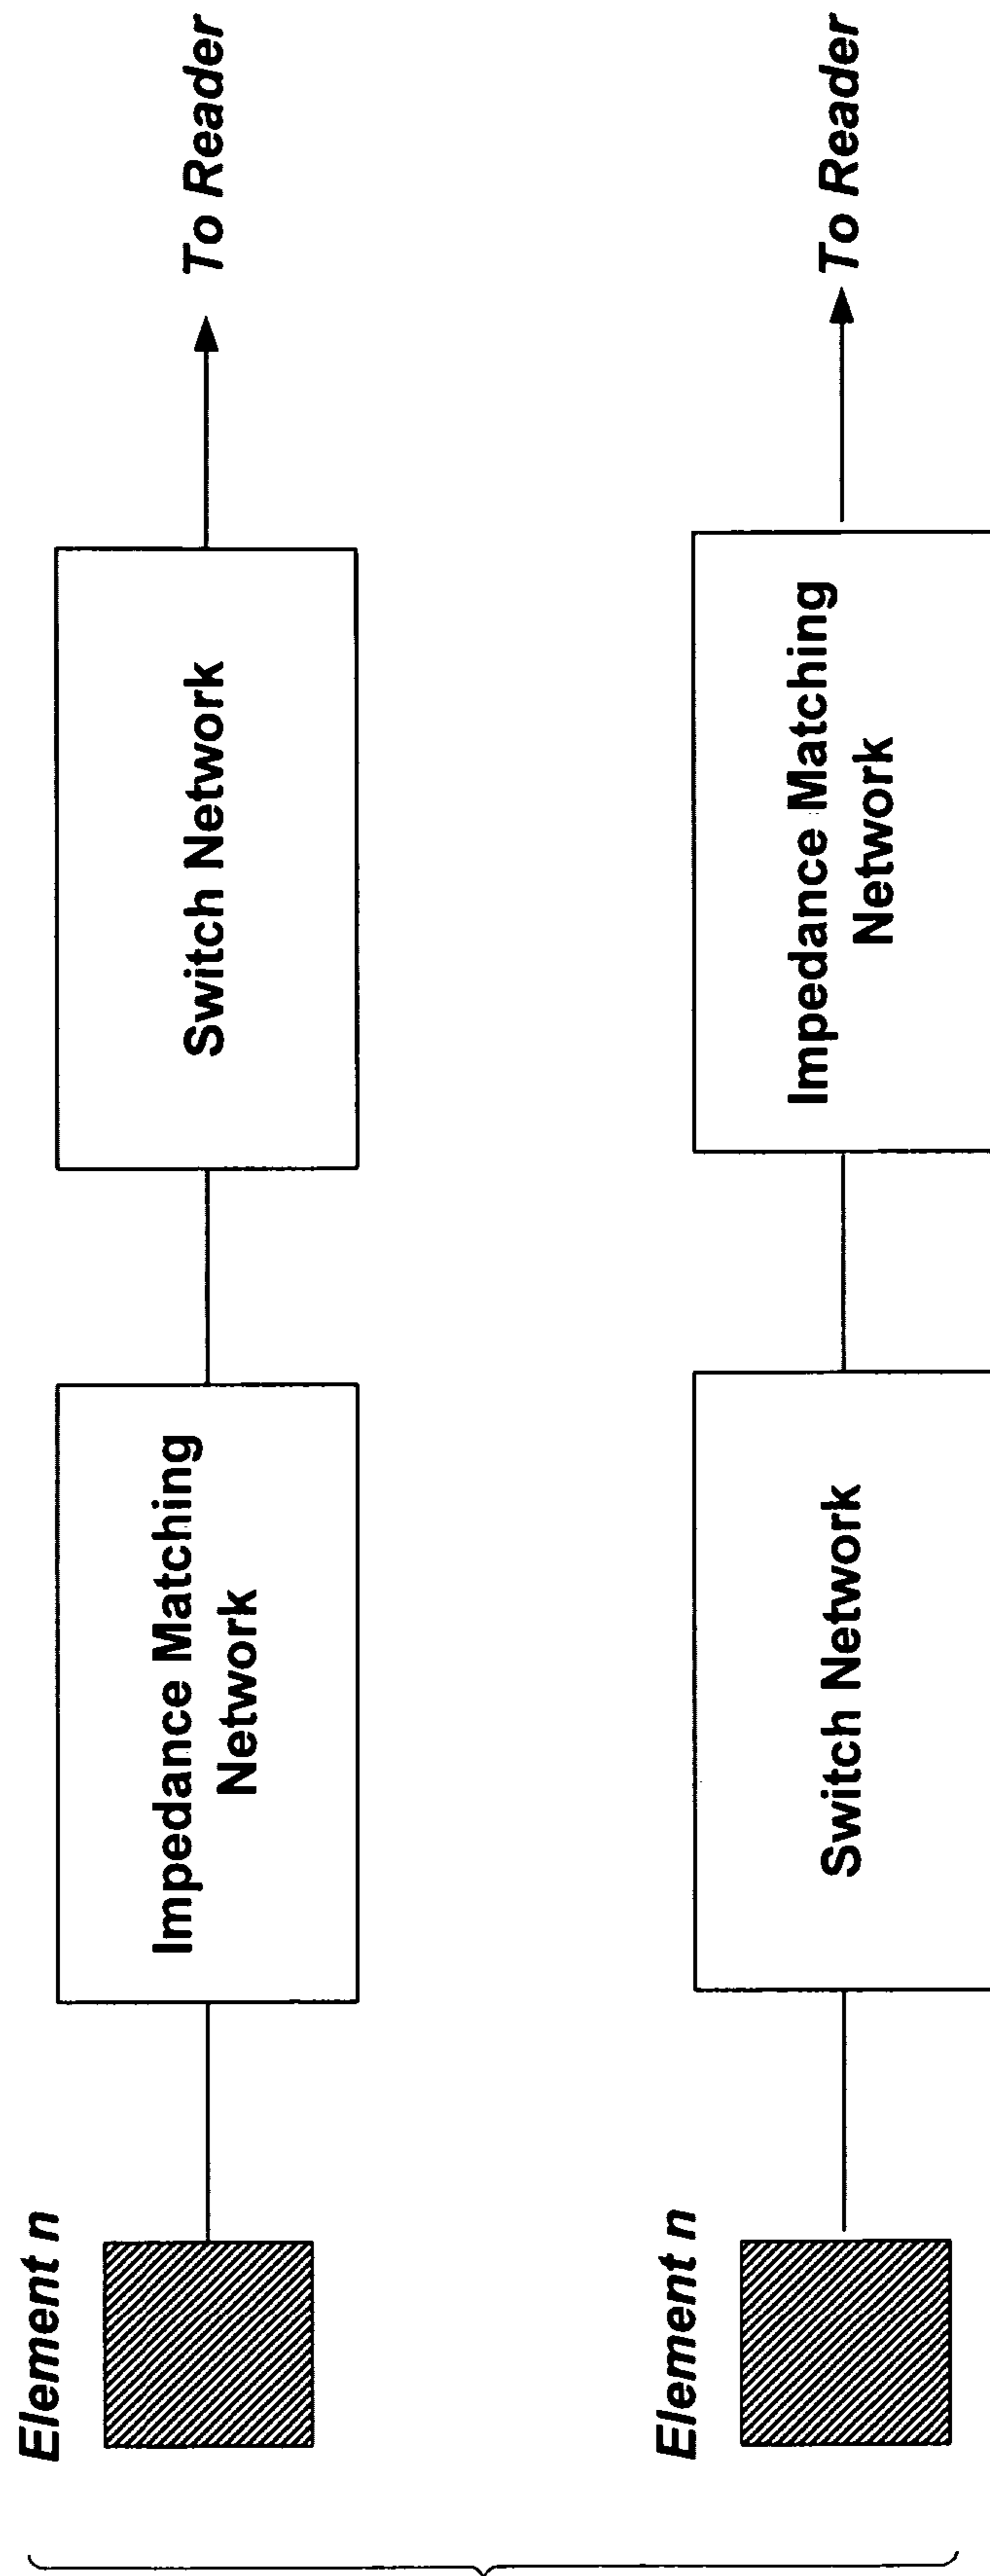 Element n
Impedance Matching
Network
Switch Network
To Reader
Element n
Switch Network
Impedance Matching
Network
To Reader